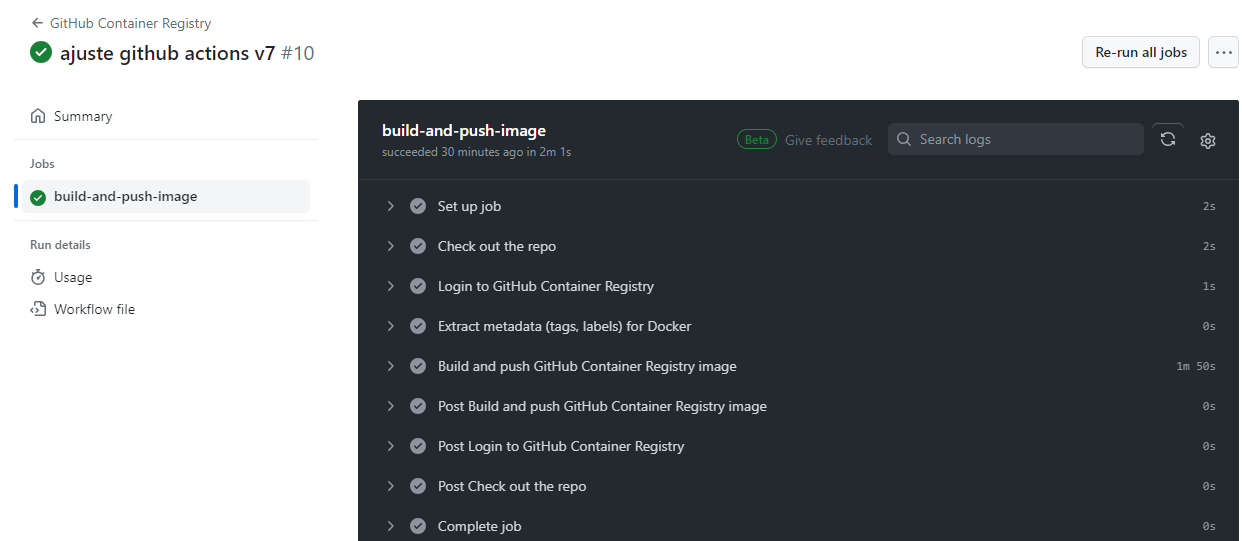 GitHub Container Registry
ajuste github actions v7 #10
Re-run all jobs
Summary
Jobs
build-and-push-image
Run details
Usage
Workflow file
build-and-push-image
succeeded 30 minutes ago in 2m 1s
Beta Give feedback
Search logs
Set up job 2s
Check out the repo 2s
Login to GitHub Container Registry 1s
Extract metadata (tags, labels) for Docker 0s
Build and push GitHub Container Registry image 1m 50s
Post Build and push GitHub Container Registry image 0s
Post Login to GitHub Container Registry 0s
Post Check out the repo 0s
Complete job 0s